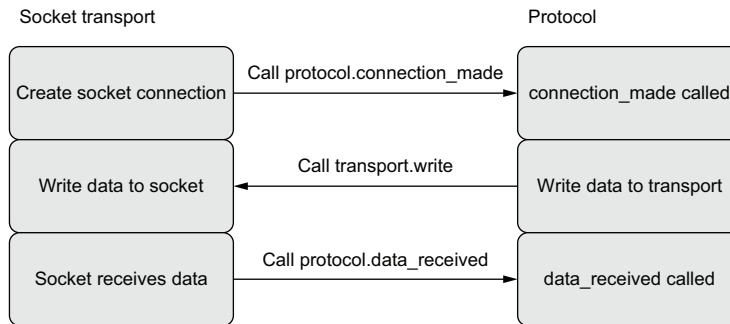 Socket transport
Protocol
Create socket connection
Call protocol.connection_made
connection_made called
Write data to socket
Call transport.write
Write data to transport
Socket receives data
Call protocol.data_received
data_received called